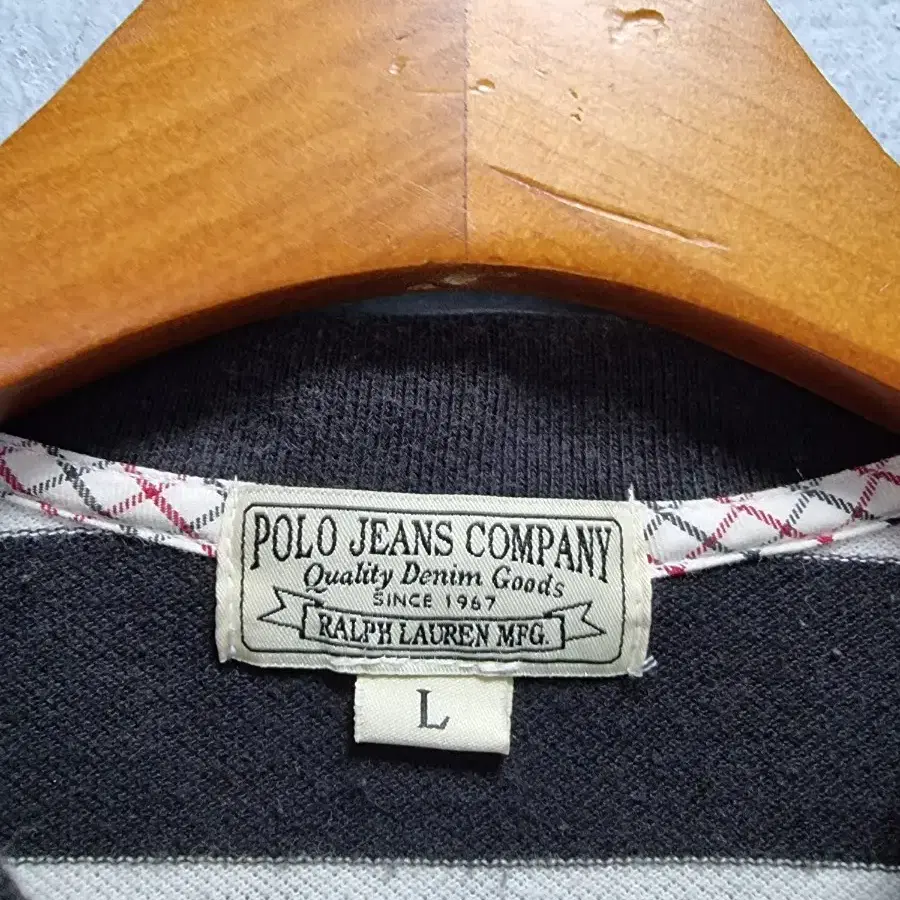 POLO JEANS COMPANY
Quality Denim Goods
SINCE 1967
RALPH LAUREN MFG.
L